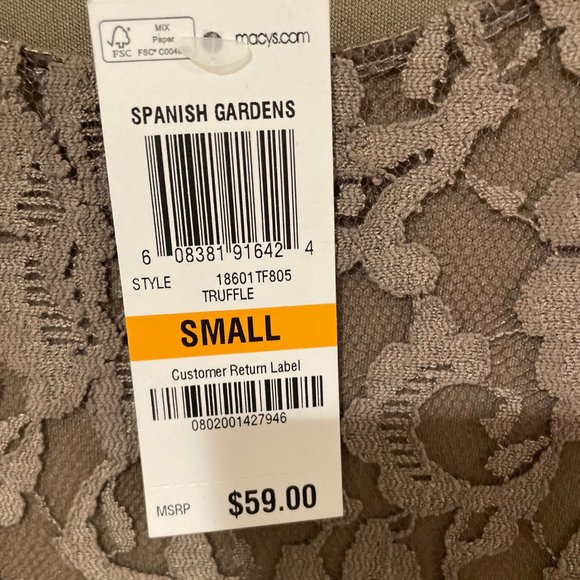 MIX
Paper
FSC
FSC® C004
macys.com
SPANISH GARDENS
6 08381 91642 4
STYLE 18601TF805
TRUFFLE
SMALL
Customer Return Label
0802001427946
MSRP $59.00